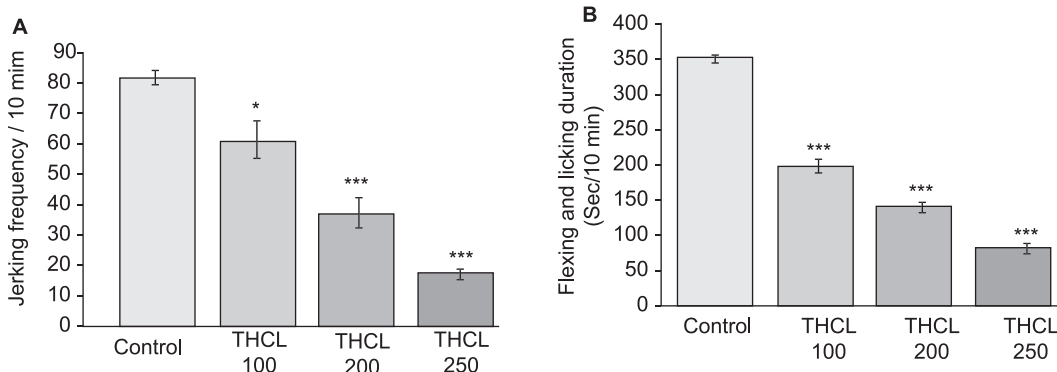 A
Jerking frequency / 10 mim
90
80
70
60
50
40
30
20
10
0
*
***
***
Control
THCL
100
THCL
200
THCL
250
B
Flexing and licking duration
(Sec/10 min)
400
350
300
250
200
150
100
50
0
***
***
***
Control
THCL
100
THCL
200
THCL
250